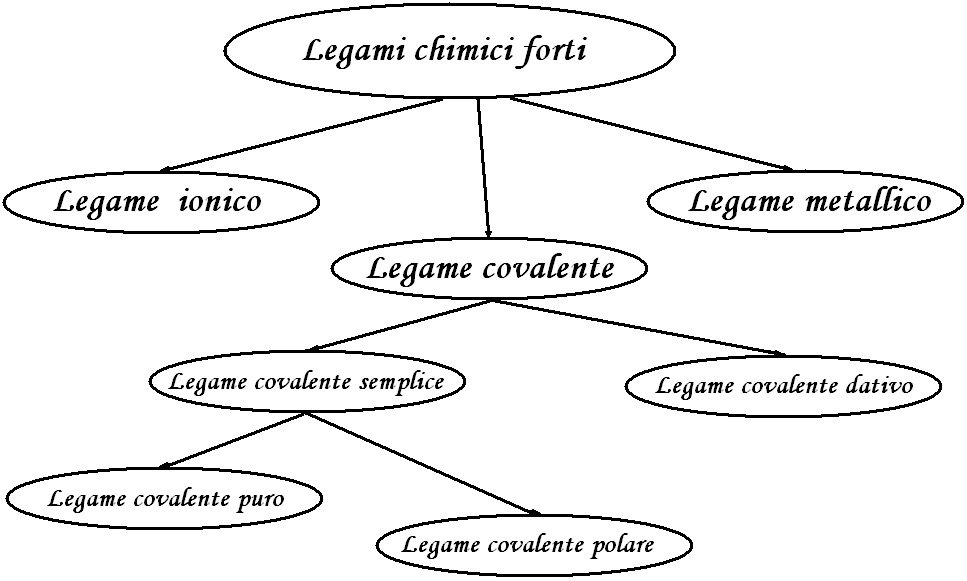 Legami chimici forti
Legame ionico
Legame metallico
Legame covalente
Legame covalente semplice
Legame covalente dativo
Legame covalente puro
Legame covalente polare